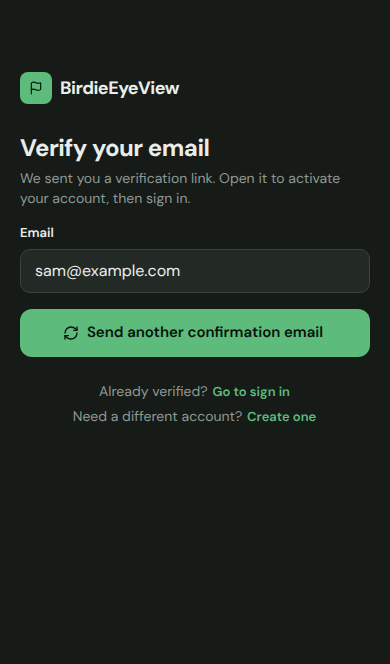 BirdieEyeView
Verify your email
We sent you a verification link. Open it to activate
your account, then sign in.
Email
sam@example.com
Send another confirmation email
Already verified? Go to sign in
Need a different account? Create one